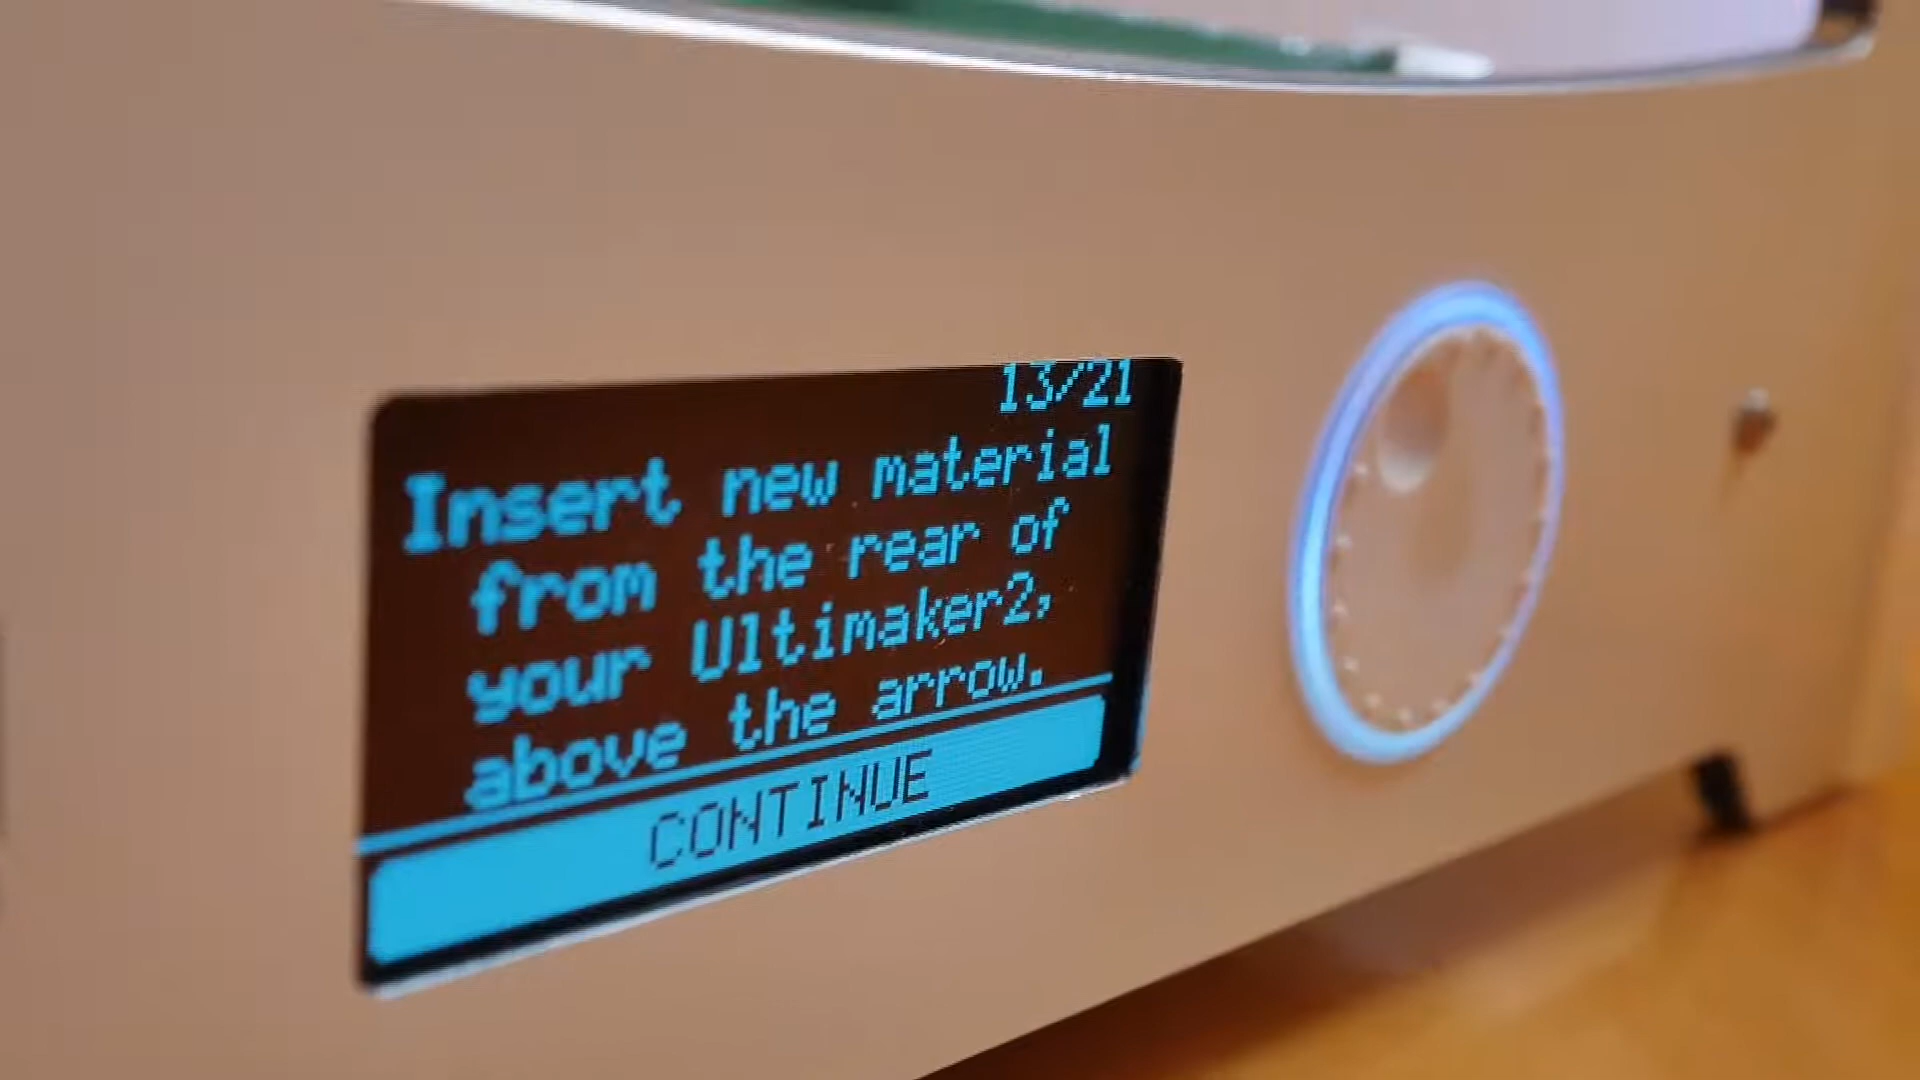 13/21
Insert new material
from the rear of
your Ultimaker2,
above the arrow.
CONTINUE